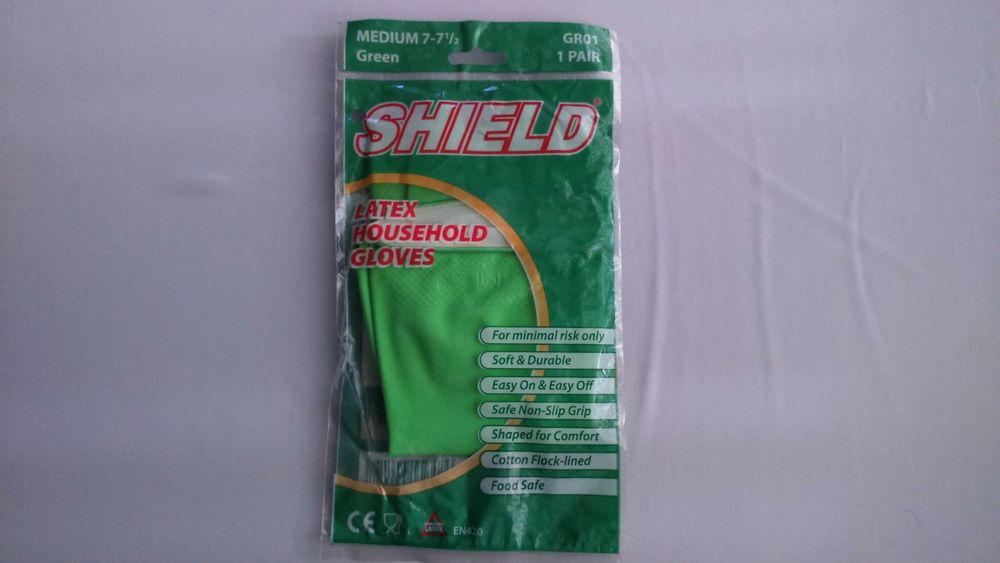 MEDIUM 7-7½
GR01
Green
1 PAIR
SHIELD®
LATEX
HOUSEHOLD
GLOVES
For minimal risk only
Soft & Durable
Easy On & Easy Off
Safe Non-Slip Grip
Shaped for Comfort
Cotton Flock-lined
Food Safe
CE
LATEX
EN420